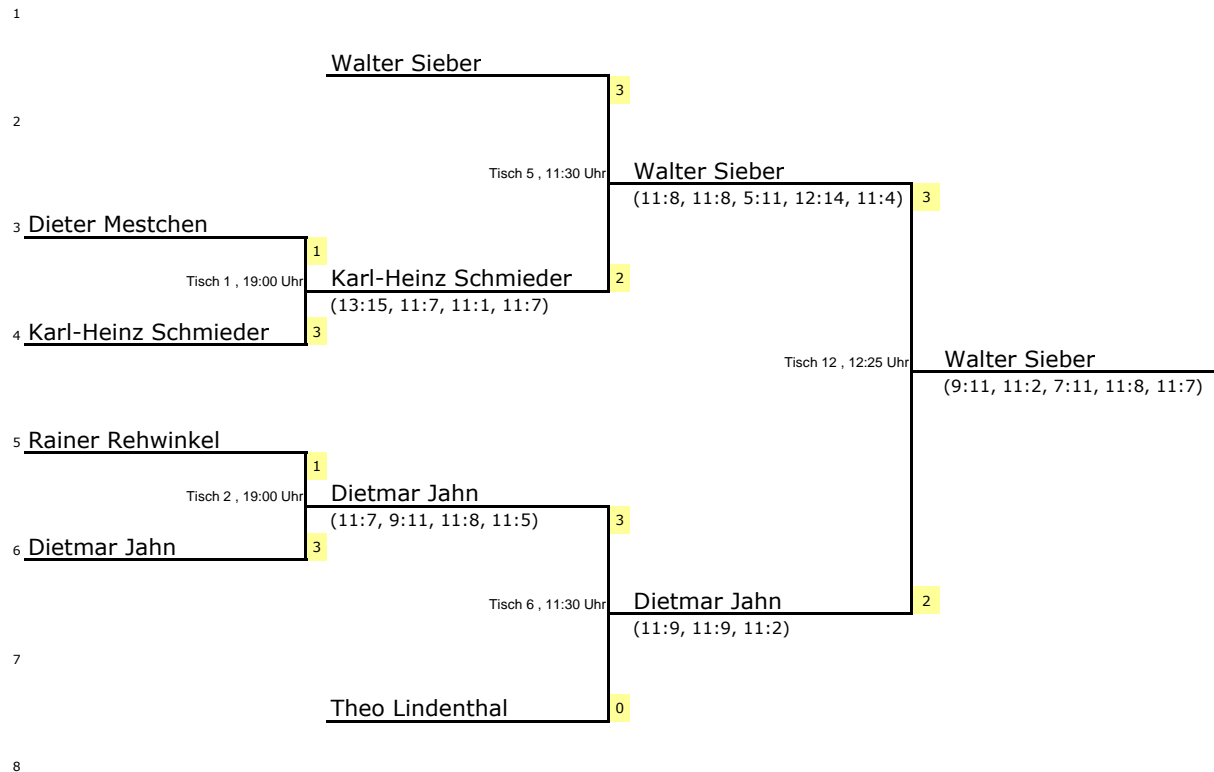 1
Walter Sieber
3
2
Tisch 5 , 11:30 Uhr
Walter Sieber
(11:8, 11:8, 5:11, 12:14, 11:4)
3
3 Dieter Mestchen
1
Tisch 1 , 19:00 Uhr
Karl-Heinz Schmieder
2
(13:15, 11:7, 11:1, 11:7)
4 Karl-Heinz Schmieder
3
Tisch 12 , 12:25 Uhr
Walter Sieber
(9:11, 11:2, 7:11, 11:8, 11:7)
5 Rainer Rehwinkel
1
Tisch 2 , 19:00 Uhr
Dietmar Jahn
(11:7, 9:11, 11:8, 11:5)
3
6 Dietmar Jahn
3
Tisch 6 , 11:30 Uhr
Dietmar Jahn
2
(11:9, 11:9, 11:2)
7
Theo Lindenthal
0
8